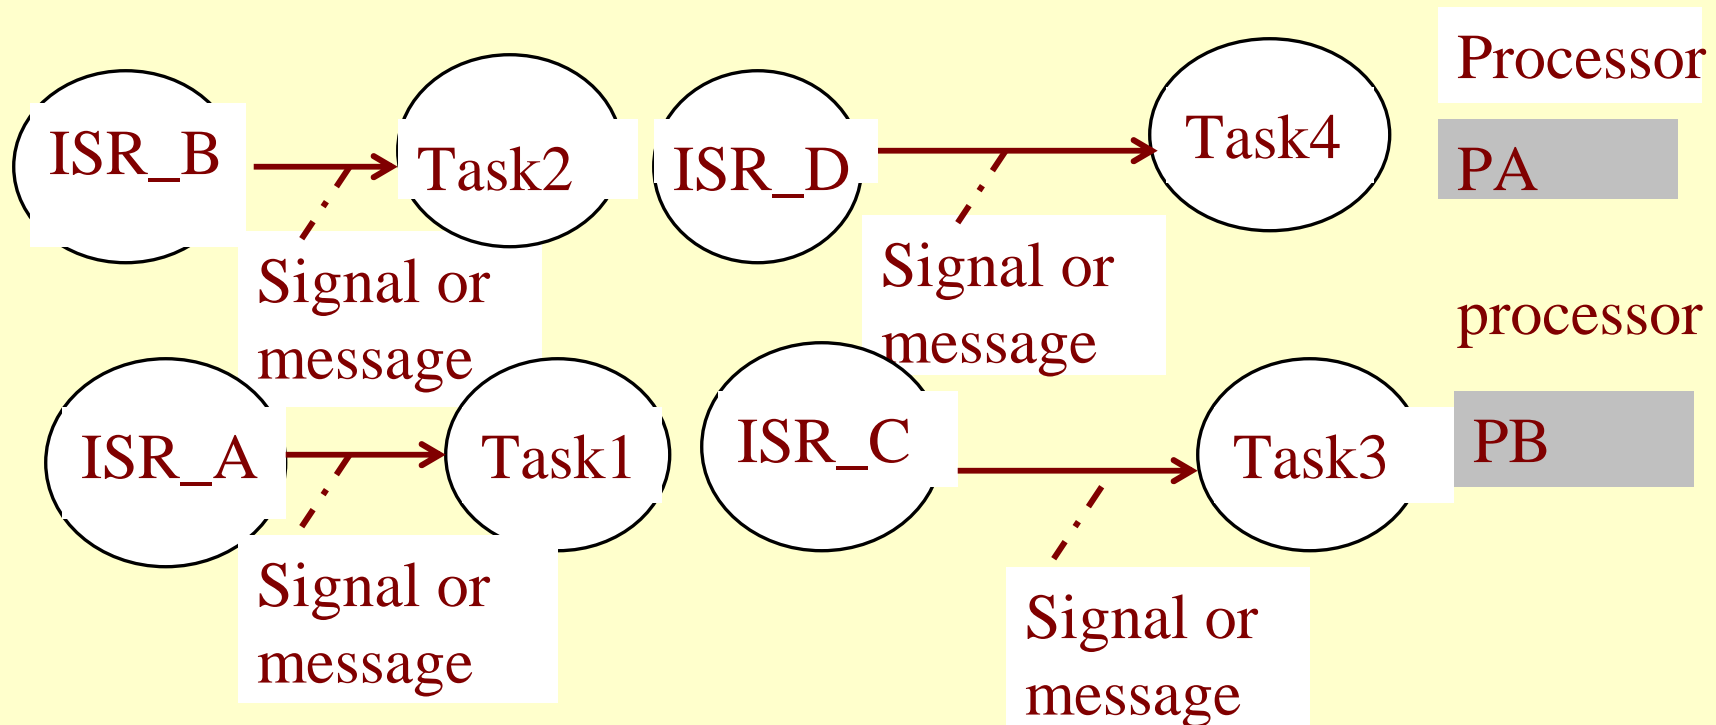 ISR_B
Task2
Signal or
message
ISR_D
Task4
Signal or
message
Processor
PA
ISR_A
Task1
Signal or
message
ISR_C
Task3
Signal or
message
processor
PB